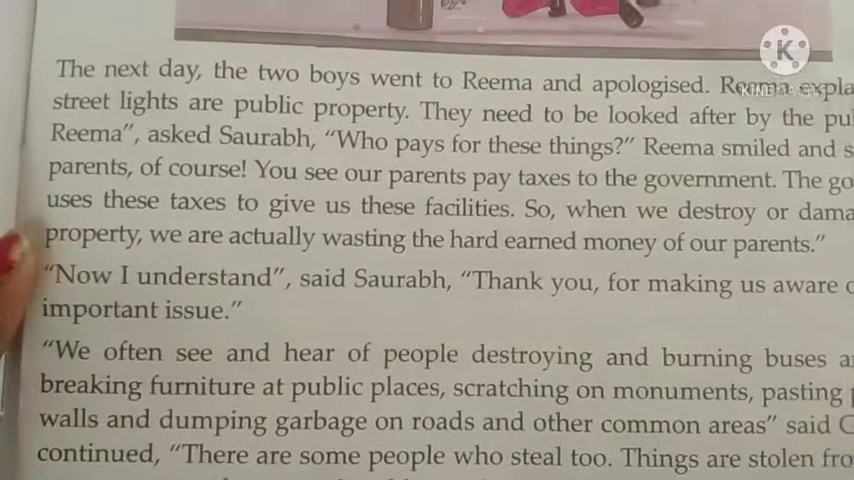 The next day, the two boys went to Reema and apologised. Reema
street lights are public property. They need to be looked after by the
Reema", asked Saurabh, "Who pays for these things?" Reema smiled and
parents, of course! You see our parents pay taxes to the government. The
uses these taxes to give us these facilities. So, when we destroy or
property, we are actually wasting the hard earned money of our parents."
"Now I understand", said Saurabh, "Thank you, for making us aware
important issue."
"We often see and hear of people destroying and burning buses
breaking furniture at public places, scratching on monuments, pasting
walls and dumping garbage on roads and other common areas" said
continued, "There are some people who steal too. Things are stolen
K